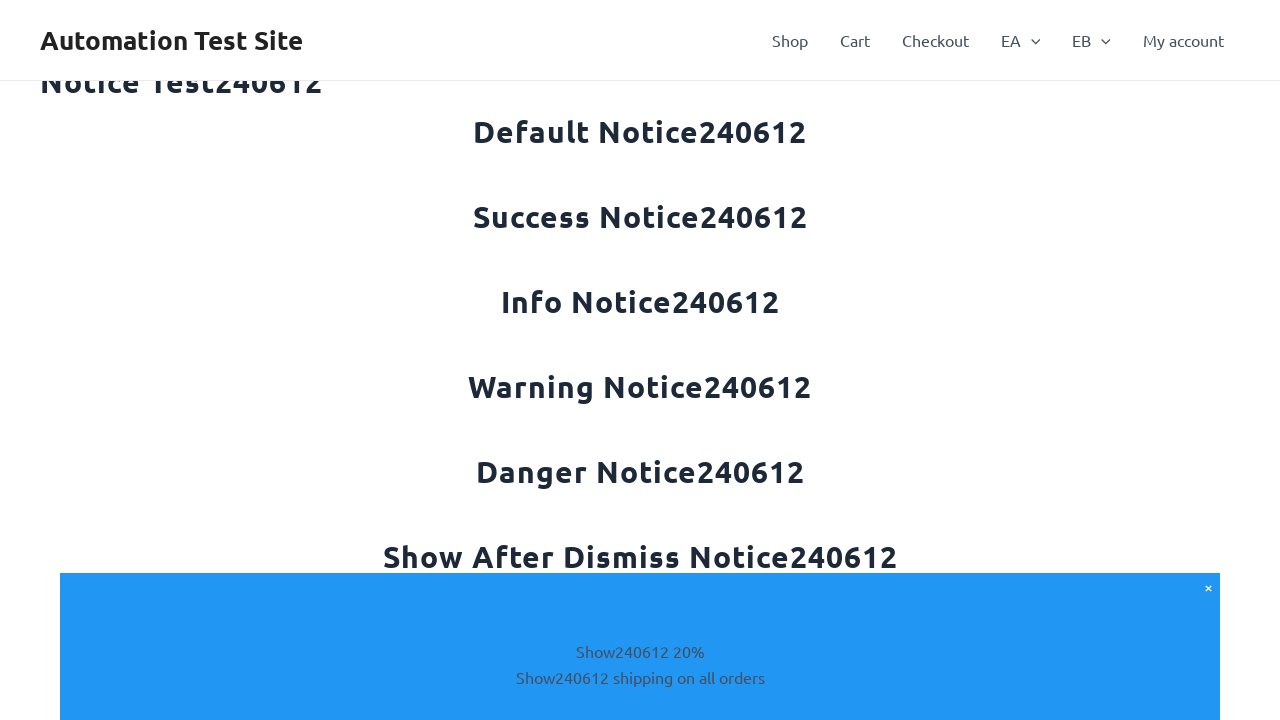 Automation Test Site
Shop Cart Checkout EA EB My account
Notice Test240612
Default Notice240612
Success Notice240612
Info Notice240612
Warning Notice240612
Danger Notice240612
Show After Dismiss Notice240612
×
Show240612 20%
Show240612 shipping on all orders